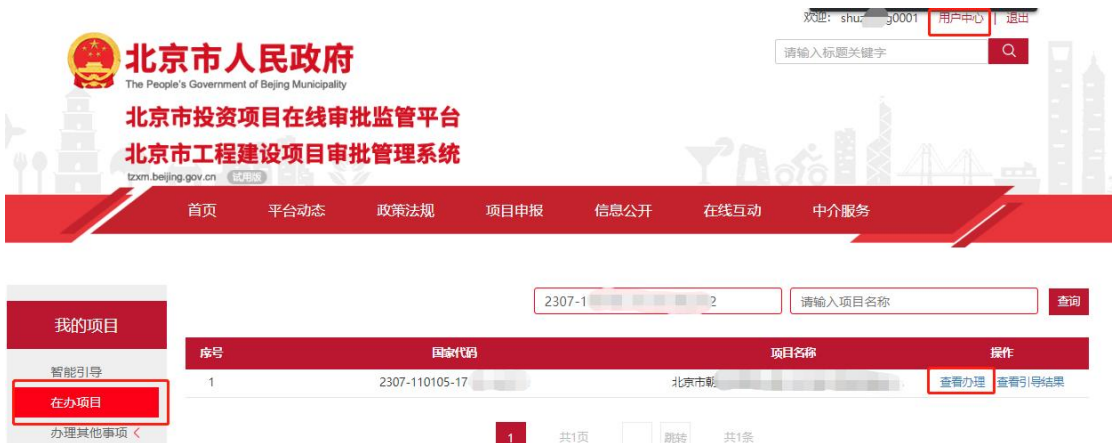 欢迎: shu g0001 用户中心 | 退出
北京市人民政府
The People's Government of Beijing Municipality
请输入标题关键字
北京市投资项目在线审批监管平台
北京市工程建设项目审批管理系统
tzxm.beijing.gov.cn 试用版
首页 平台动态 政策法规 项目申报 信息公开 在线互动 中介服务
2307-1 2 请输入项目名称 查询
我的项目
序号 国家代码 项目名称 操作
智能引导
1 2307-110105-17 北京市朝 查看办理 查看引导结果
在办项目
办理其他事项 <
1 共1页 跳转 共1条